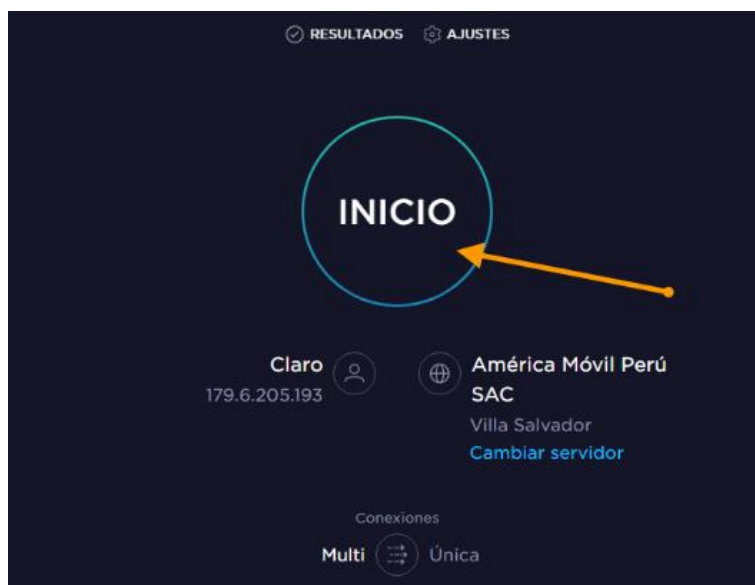 RESULTADOS AJUSTES
INICIO
Claro
179.6.205.193
América Móvil Perú
SAC
Villa Salvador
Cambiar servidor
Conexiones
Multi Única